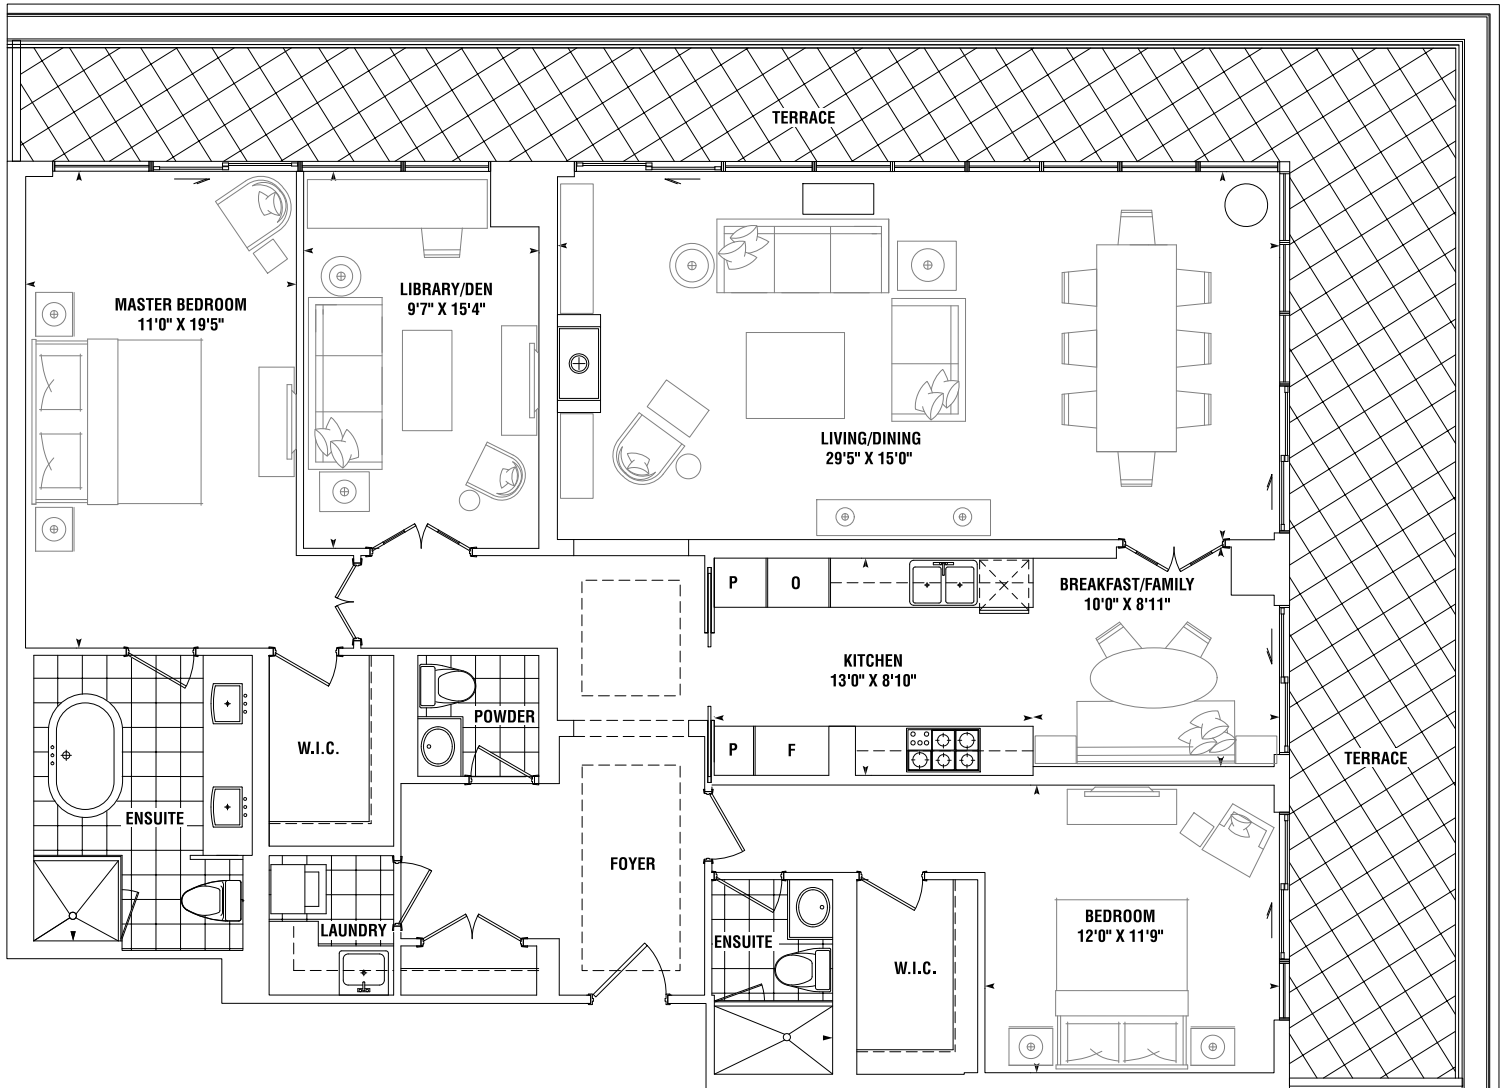 TERRACE
MASTER BEDROOM
11'0" X 19'5"
LIBRARY/DEN
9'7" X 15'4"
LIVING/DINING
29'5" X 15'0"
P
O
BREAKFAST/FAMILY
10'0" X 8'11"
KITCHEN
13'0" X 8'10"
POWDER
W.I.C.
P
F
TERRACE
ENSUITE
FOYER
LAUNDRY
ENSUITE
W.I.C.
BEDROOM
12'0" X 11'9"